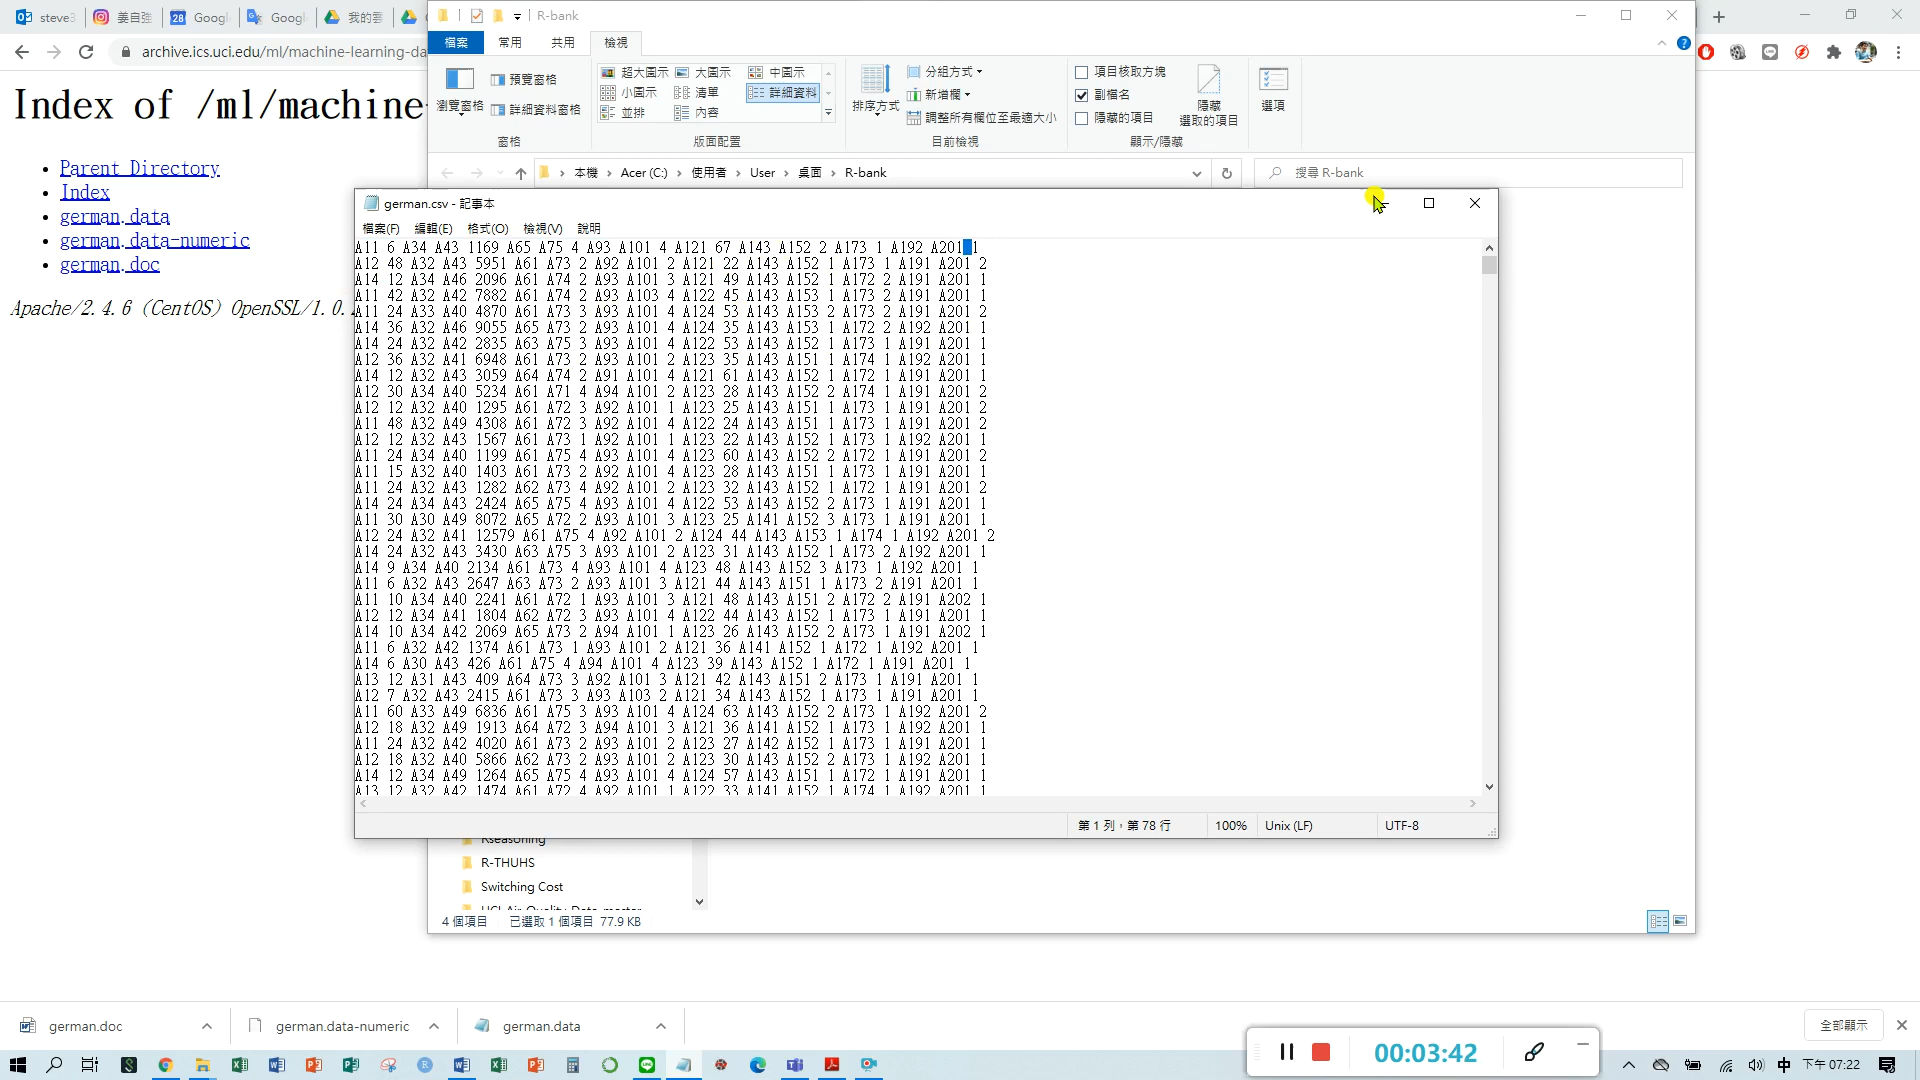 steve3
姜自強
28 Googl
Googl
我的雲
R-bank
archive.ics.uci.edu/ml/machine-learning-da
檔案
常用
共用
檢視
瀏覽窗格
預覽窗格
詳細資料窗格
窗格
超大圖示
大圖示
中圖示
小圖示
清單
詳細資料
並排
內容
版面配置
排序方式
分組方式
新增欄
調整所有欄位至最適大小
目前檢視
項目核取方塊
副檔名
隱藏的項目
隱藏
選取的項目
顯示/隱藏
選項
本機 > Acer (C:) > 使用者 > User > 桌面 > R-bank
搜尋 R-bank
Index of /ml/machine-
Parent Directory
Index
german.data
german.data-numeric
german.doc
Apache/2.4.6 (CentOS) OpenSSL/1.0.
german.csv - 記事本
檔案(F) 編輯(E) 格式(O) 檢視(V) 說明
A11 6 A34 A43 1169 A65 A75 4 A93 A101 4 A121 67 A143 A152 2 A173 1 A192 A201 1
A12 48 A32 A43 5951 A61 A73 2 A92 A101 2 A121 22 A143 A152 1 A173 1 A191 A201 2
A14 12 A34 A46 2096 A61 A74 2 A93 A101 3 A121 49 A143 A152 1 A172 2 A191 A201 1
A11 42 A32 A42 7882 A61 A74 2 A93 A103 4 A122 45 A143 A153 1 A173 2 A191 A201 1
A11 24 A33 A40 4870 A61 A73 3 A93 A101 4 A124 53 A143 A153 2 A173 2 A191 A201 2
A14 36 A32 A46 9055 A65 A73 2 A93 A101 4 A124 35 A143 A153 1 A172 2 A192 A201 1
A14 24 A32 A42 2835 A63 A75 3 A93 A101 4 A122 53 A143 A152 1 A173 1 A191 A201 1
A12 36 A32 A41 6948 A61 A73 2 A93 A101 2 A123 35 A143 A151 1 A174 1 A192 A201 1
A14 12 A32 A43 3059 A64 A74 2 A91 A101 4 A121 61 A143 A152 1 A172 1 A191 A201 1
A12 30 A34 A40 5234 A61 A71 4 A94 A101 2 A123 28 A143 A152 2 A174 1 A191 A201 2
A12 12 A32 A40 1295 A61 A72 3 A92 A101 1 A123 25 A143 A151 1 A173 1 A191 A201 2
A11 48 A32 A49 4308 A61 A72 3 A92 A101 4 A122 24 A143 A151 1 A173 1 A191 A201 2
A12 12 A32 A43 1567 A61 A73 1 A92 A101 1 A123 22 A143 A152 1 A173 1 A192 A201 1
A11 24 A34 A40 1199 A61 A75 4 A93 A101 4 A123 60 A143 A152 2 A172 1 A191 A201 2
A11 15 A32 A40 1403 A61 A73 2 A92 A101 4 A123 28 A143 A151 1 A173 1 A191 A201 1
A11 24 A32 A43 1282 A62 A73 4 A92 A101 2 A123 32 A143 A152 1 A172 1 A191 A201 2
A14 24 A34 A43 2424 A65 A75 4 A93 A101 4 A122 53 A143 A152 2 A173 1 A191 A201 1
A11 30 A30 A49 8072 A65 A72 2 A93 A101 3 A123 25 A141 A152 3 A173 1 A191 A201 1
A12 24 A32 A41 12579 A61 A75 4 A92 A101 2 A124 44 A143 A153 1 A174 1 A192 A201 2
A14 24 A32 A43 3430 A63 A75 3 A93 A101 2 A123 31 A143 A152 1 A173 2 A192 A201 1
A14 9 A34 A40 2134 A61 A73 4 A93 A101 4 A123 48 A143 A152 3 A173 1 A192 A201 1
A11 6 A32 A43 2647 A63 A73 2 A93 A101 3 A121 44 A143 A151 1 A173 2 A191 A201 1
A11 10 A34 A40 2241 A61 A72 1 A93 A101 3 A121 48 A143 A151 2 A172 2 A191 A202 1
A12 12 A34 A41 1804 A62 A72 3 A93 A101 4 A122 44 A143 A152 1 A173 1 A191 A201 1
A14 10 A34 A42 2069 A65 A73 2 A94 A101 1 A123 26 A143 A152 2 A173 1 A191 A202 1
A11 6 A32 A42 1374 A61 A73 1 A93 A101 2 A121 36 A141 A152 1 A172 1 A192 A201 1
A14 6 A30 A43 426 A61 A75 4 A94 A101 4 A123 39 A143 A152 1 A172 1 A191 A201 1
A13 12 A31 A43 409 A64 A73 3 A92 A101 3 A121 42 A143 A151 2 A173 1 A191 A201 1
A12 7 A32 A43 2415 A61 A73 3 A93 A103 2 A121 34 A143 A152 1 A173 1 A191 A201 1
A11 60 A33 A49 6836 A61 A75 3 A93 A101 4 A124 63 A143 A152 2 A173 1 A192 A201 2
A12 18 A32 A49 1913 A64 A72 3 A94 A101 3 A121 36 A141 A152 1 A173 1 A192 A201 1
A11 24 A32 A42 4020 A61 A73 2 A93 A101 2 A123 27 A142 A152 1 A173 1 A191 A201 1
A12 18 A32 A40 5866 A62 A73 2 A93 A101 2 A123 30 A143 A152 2 A173 1 A192 A201 1
A14 12 A34 A49 1264 A65 A75 4 A93 A101 4 A124 57 A143 A151 1 A172 1 A191 A201 1
A13 12 A32 A42 1474 A61 A72 4 A92 A101 1 A122 33 A141 A152 1 A174 1 A192 A201 1
第 1 列，第 78 行
100%
Unix (LF)
UTF-8
Rseasoning
R-THUHS
Switching Cost
UCI-Air-Quality-Data-master
4 個項目
已選取 1 個項目 77.9 KB
german.doc
german.data-numeric
german.data
全部顯示
00:03:42
中
下午 07:22